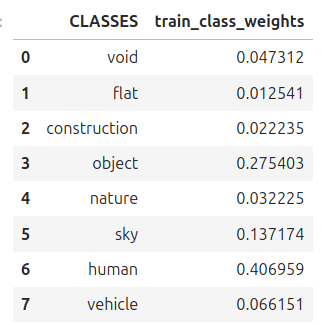 CLASSES train_class_weights
0 void 0.047312
1 flat 0.012541
2 construction 0.022235
3 object 0.275403
4 nature 0.032225
5 sky 0.137174
6 human 0.406959
7 vehicle 0.066151